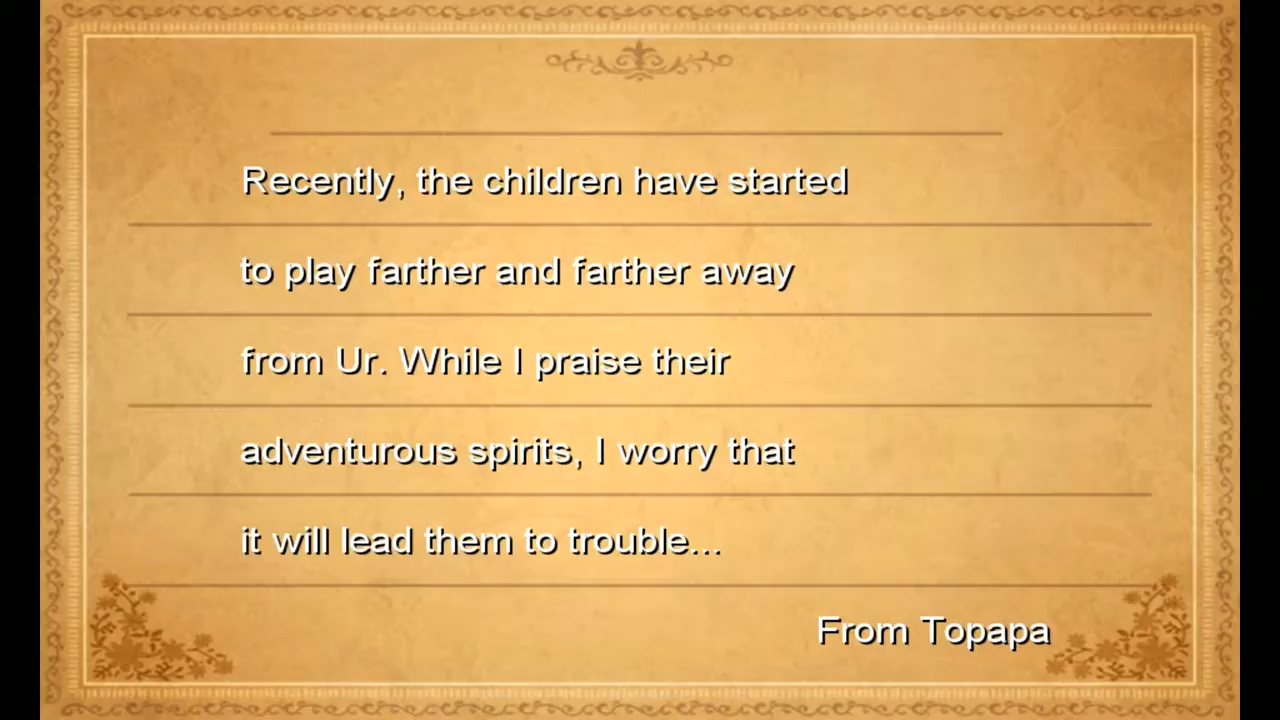 Recently, the children have started
to play farther and farther away
from Ur. While I praise their
adventurous spirits, I worry that
it will lead them to trouble...
From Topapa